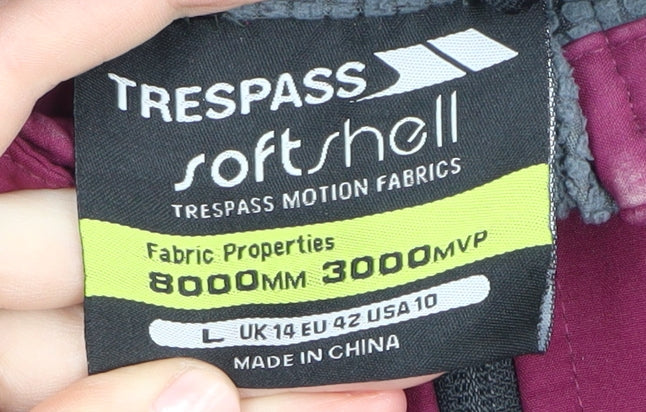 TRESPASS
softshell
TRESPASS MOTION FABRICS
Fabric Properties
8000MM 3000MVP
L UK 14 EU 42 USA 10
MADE IN CHINA